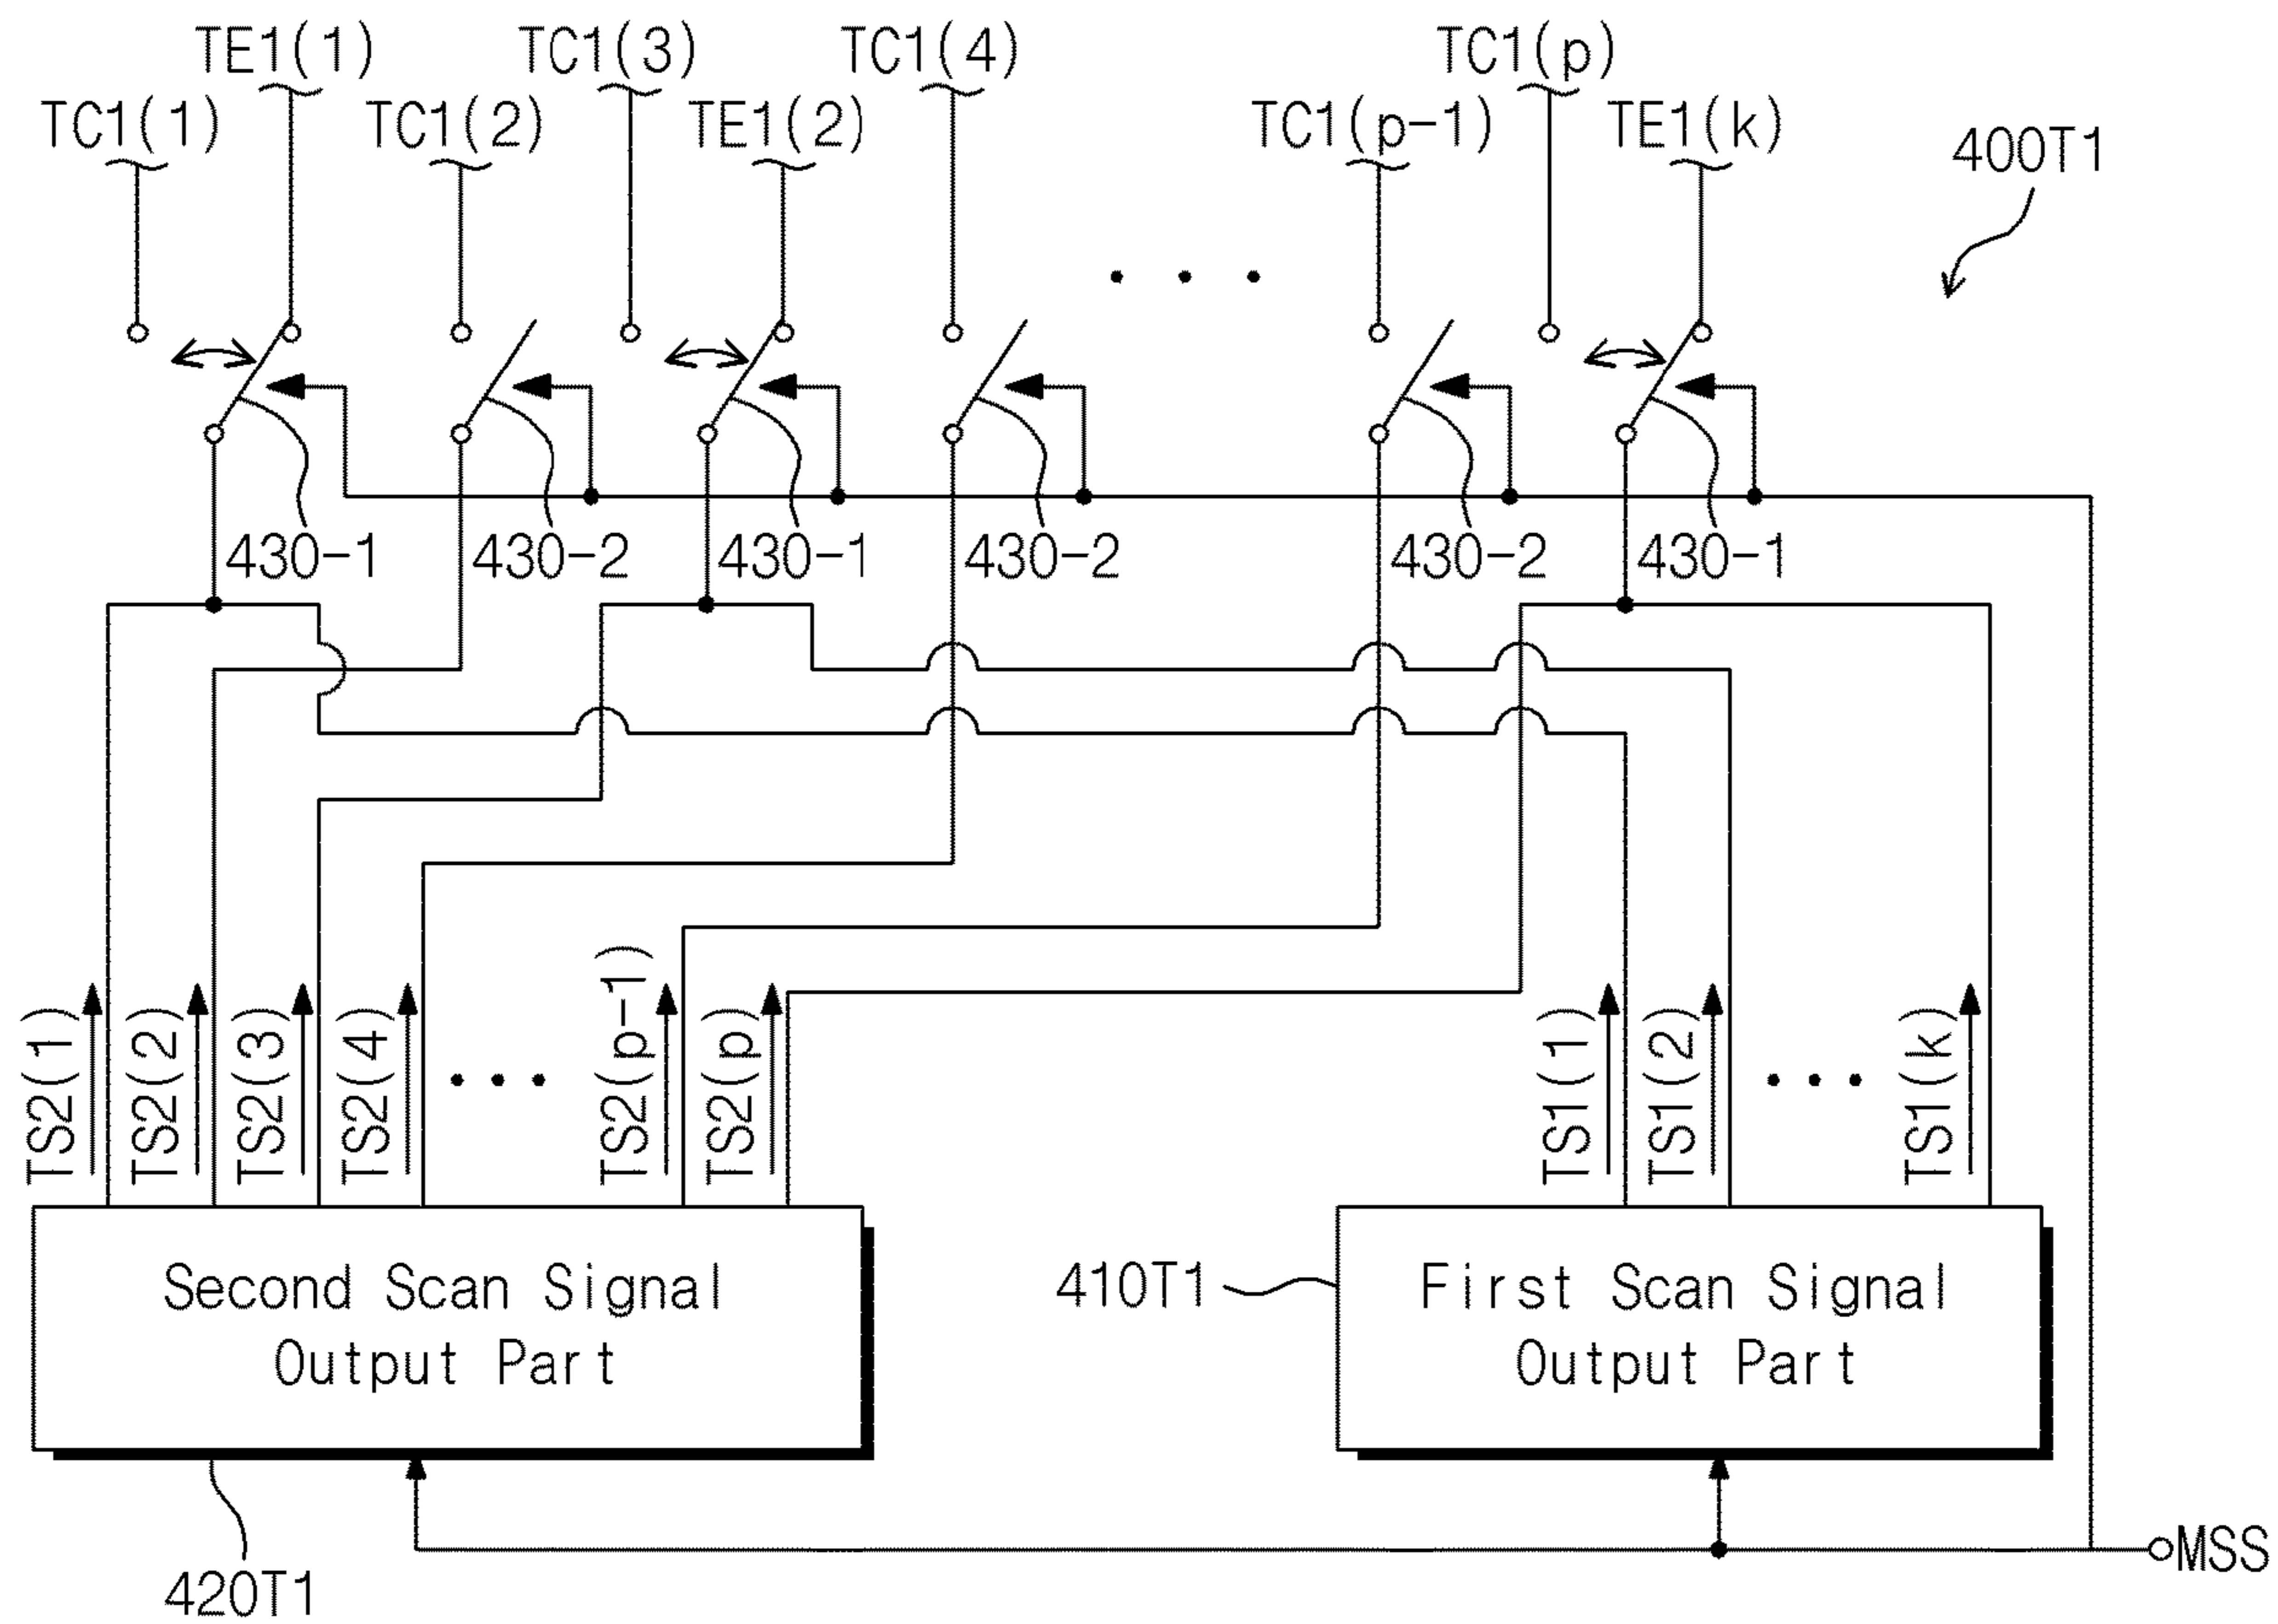 TE1(1) TC1(3) TC1(4) TC1(p)
TC1(1) TC1(2) TE1(2) TC1(p-1) TE1(k)
400T1
430-1 430-2 430-1 430-2 430-2 430-1
TS2(1) TS2(2) TS2(3) TS2(4) ... TS2(p-1) TS2(p) TS1(1) TS1(2) ... TS1(k)
Second Scan Signal
Output Part
410T1
First Scan Signal
Output Part
420T1
MSS